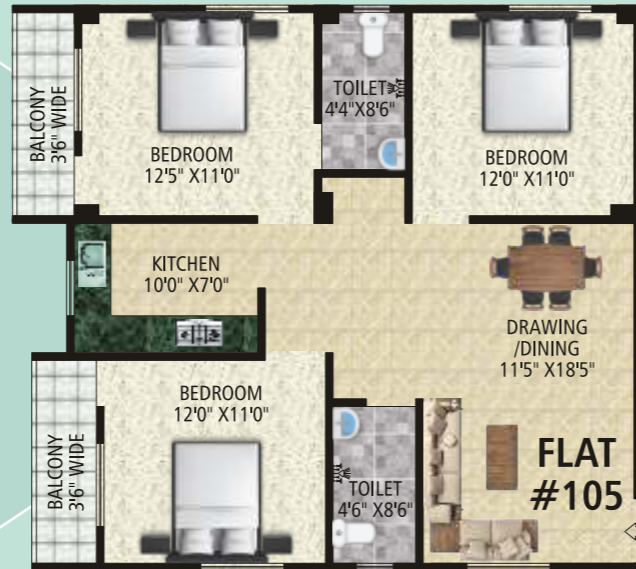 BALCONY
3'6" WIDE
BEDROOM
12'5" X11'0"
TOILET
4'4"X8'6"
BEDROOM
12'0" X11'0"
KITCHEN
10'0" X7'0"
DRAWING
/DINING
11'5" X18'5"
BALCONY
3'6" WIDE
BEDROOM
12'0" X11'0"
TOILET
4'6" X8'6"
FLAT
#105